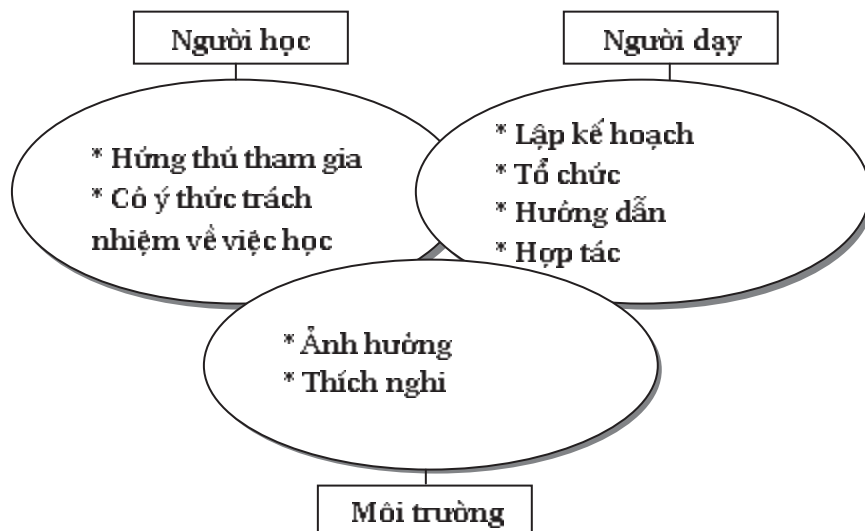 Người học
* Hứng thú tham gia
* Có ý thức trách
nhiệm về việc học
Người dạy
* Lập kế hoạch
* Tổ chức
* Hướng dẫn
* Hợp tác
* Ảnh hưởng
* Thích nghi
Môi trường